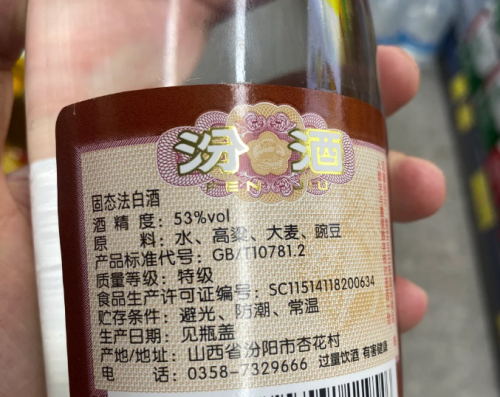 汾 酒
FEN JIU
固态法白酒
酒 精 度：53%vol
原 料：水、高粱、大麦、豌豆
产品标准代号：GB/T10781.2
质量等级：特级
食品生产许可证编号：SC11514118200634
贮存条件：避光、防潮、常温
生产日期：见瓶盖
产地/地址：山西省汾阳市杏花村
电 话：0358-7329666 过量饮酒 有害健康